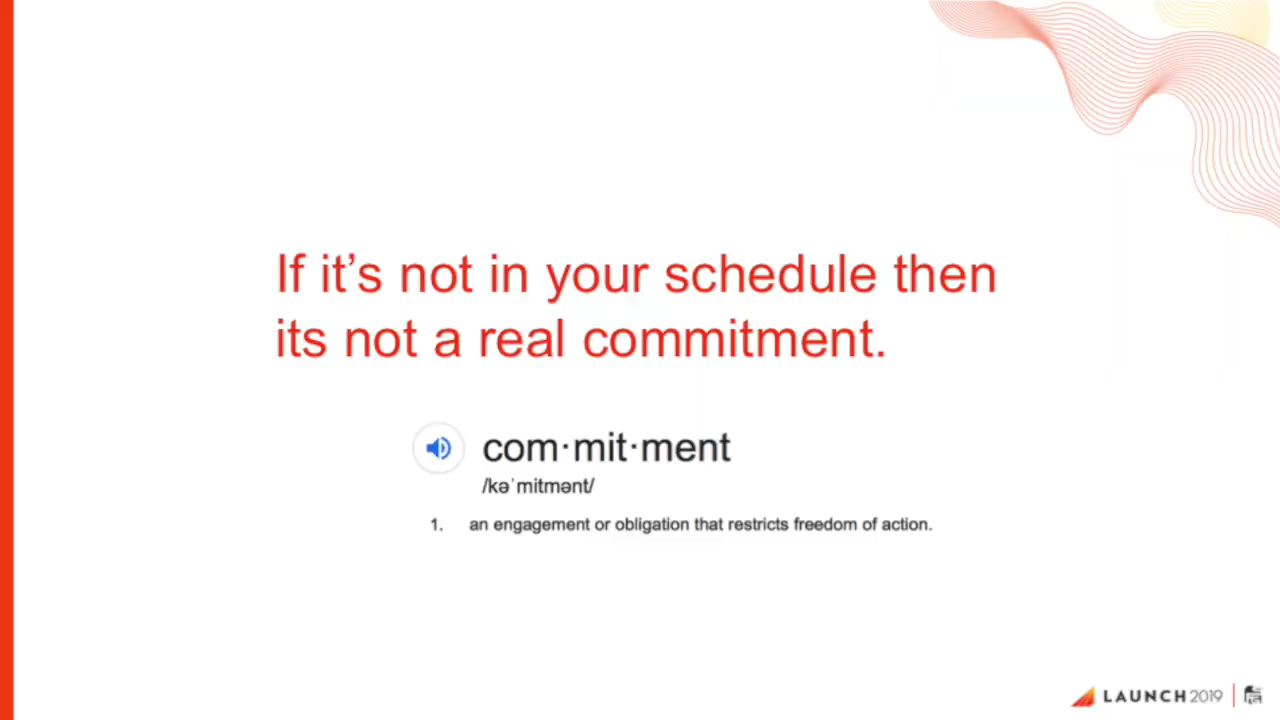 If it’s not in your schedule then
its not a real commitment.
com·mit·ment
/kəˈmitmənt/
1. an engagement or obligation that restricts freedom of action.
LAUNCH 2019